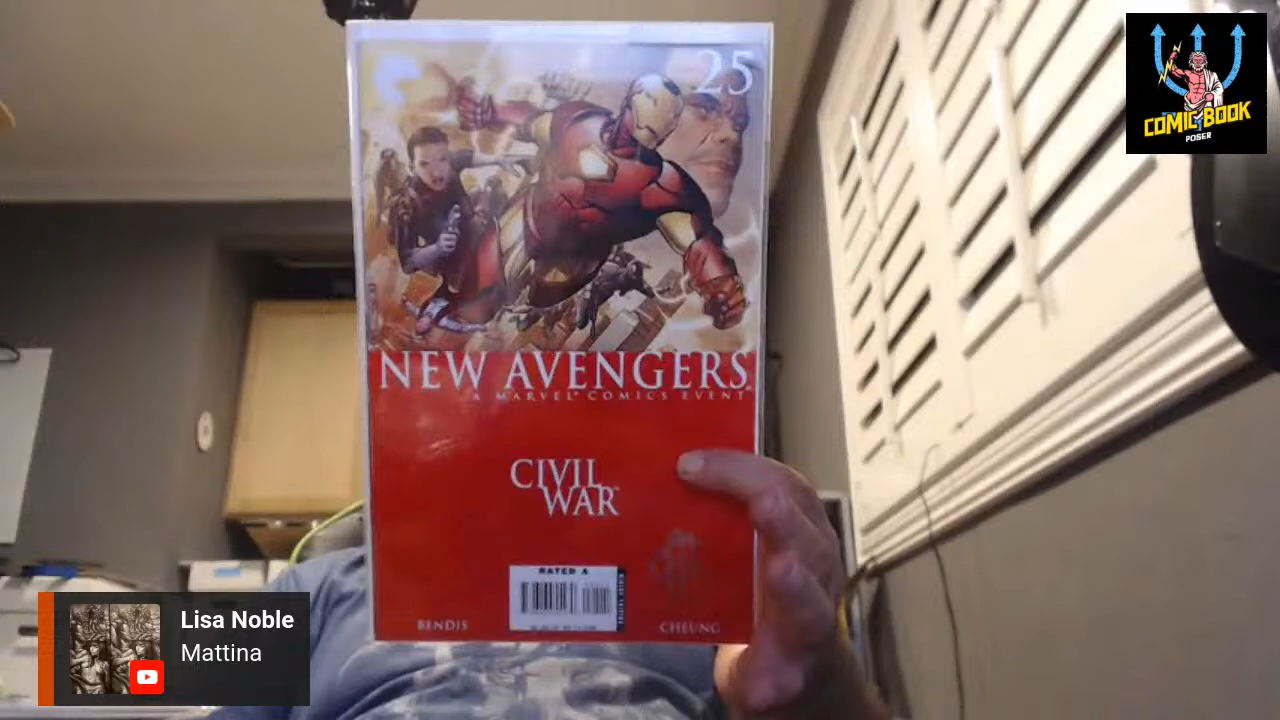 25
COMIC BOOK
POSER
NEW AVENGERS
A MARVEL COMICS EVENT
CIVIL
WAR
RATED A
BENDIS
CHEUNG
Lisa Noble
Mattina